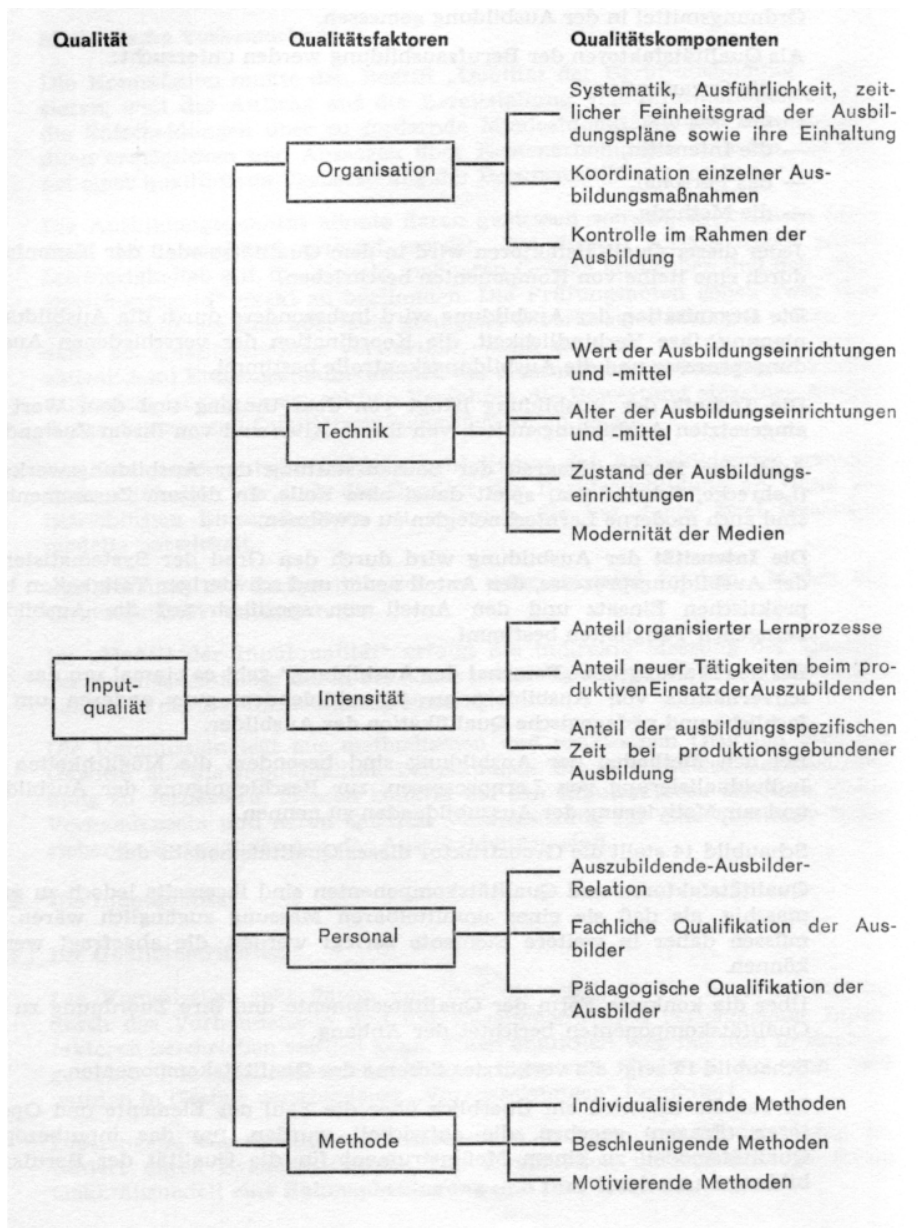 Qualität
Qualitätsfaktoren
Qualitätskomponenten
Systematik, Ausführlichkeit, zeit-
licher Feinheitsgrad der Ausbil-
dungspläne sowie ihre Einhaltung
Organisation
Koordination einzelner Aus-
bildungsmaßnahmen
Kontrolle im Rahmen der
Ausbildung
Wert der Ausbildungseinrichtungen
und -mittel
Technik
Alter der Ausbildungseinrichtungen
und -mittel
Zustand der Ausbildungs-
einrichtungen
Modernität der Medien
Anteil organisierter Lernprozesse
Input-
qualiät
Intensität
Anteil neuer Tätigkeiten beim pro-
duktiven Einsatz der Auszubildenden
Anteil der ausbildungsspezifischen
Zeit bei produktionsgebundener
Ausbildung
Auszubildende-Ausbilder-
Relation
Personal
Fachliche Qualifikation der Aus-
bilder
Pädagogische Qualifikation der
Ausbilder
Individualisierende Methoden
Methode
Beschleunigende Methoden
Motivierende Methoden